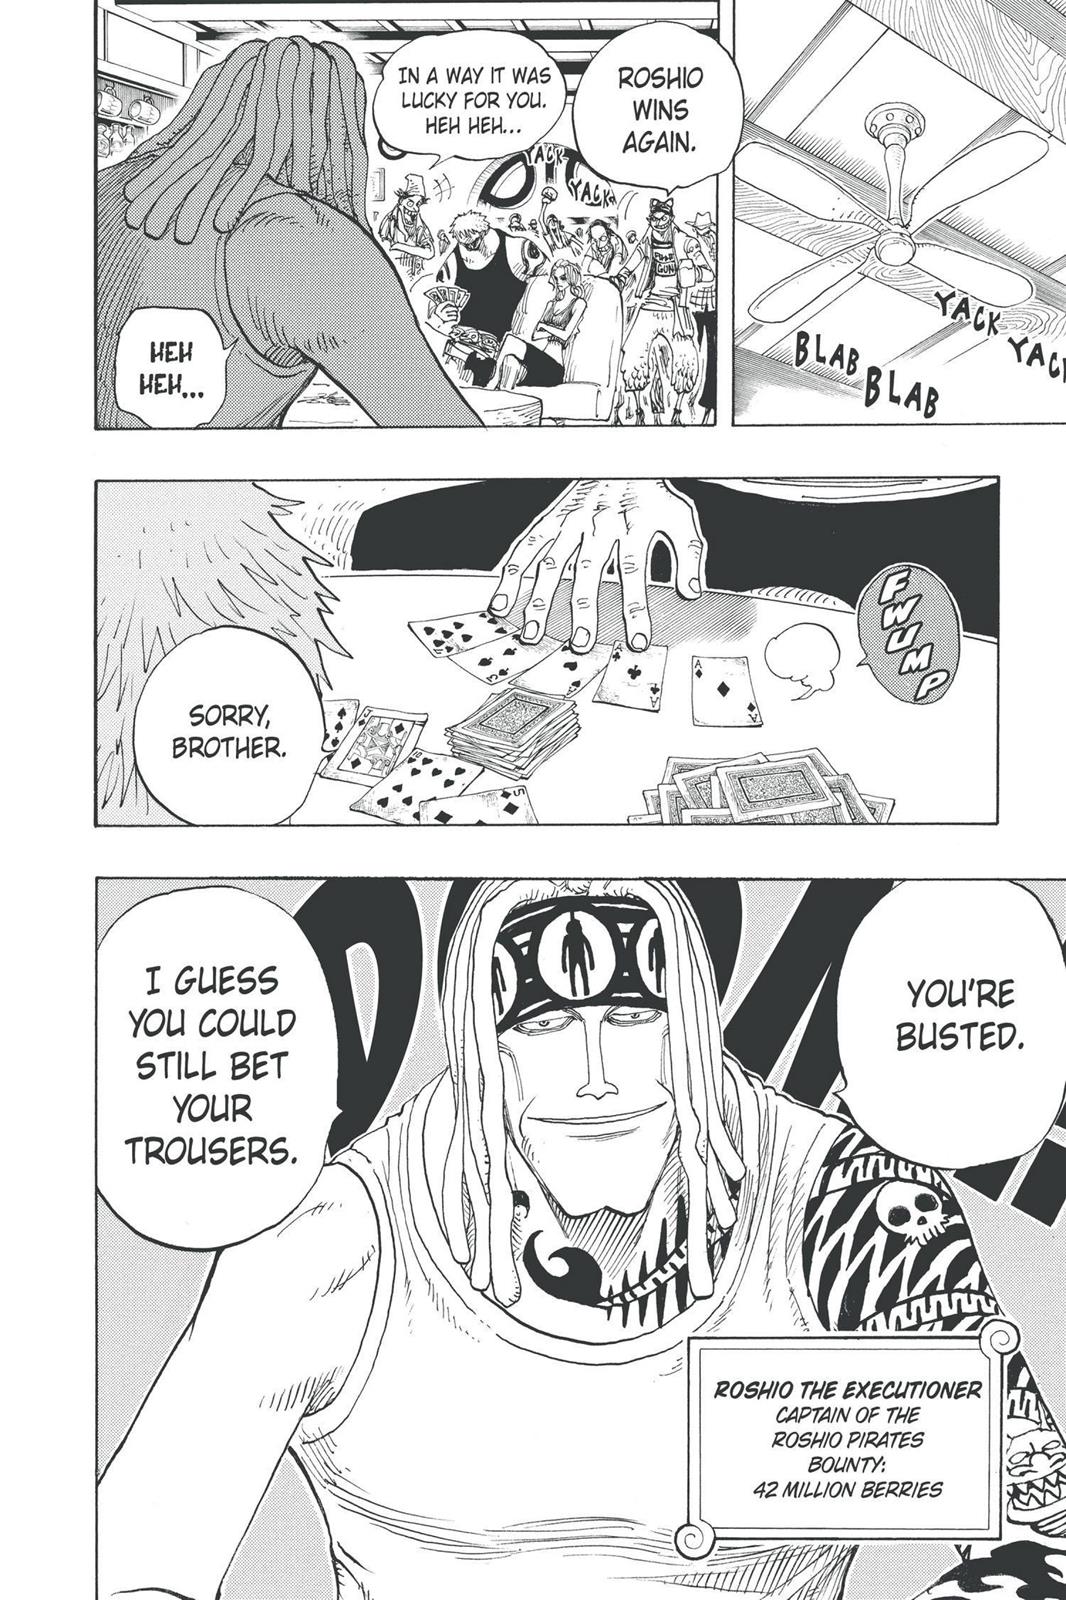 BLAB
BLAB
YACK
YACK
ROSHIO
WINS
AGAIN.
IN A WAY IT WAS
LUCKY FOR YOU.
HEH HEH...
YACK
YACK
HEH
HEH...
FWUMP
SORRY,
BROTHER.
YOU'RE
BUSTED.
I GUESS
YOU COULD
STILL BET
YOUR
TROUSERS.
ROSHIO THE EXECUTIONER
CAPTAIN OF THE
ROSHIO PIRATES
BOUNTY:
42 MILLION BERRIES